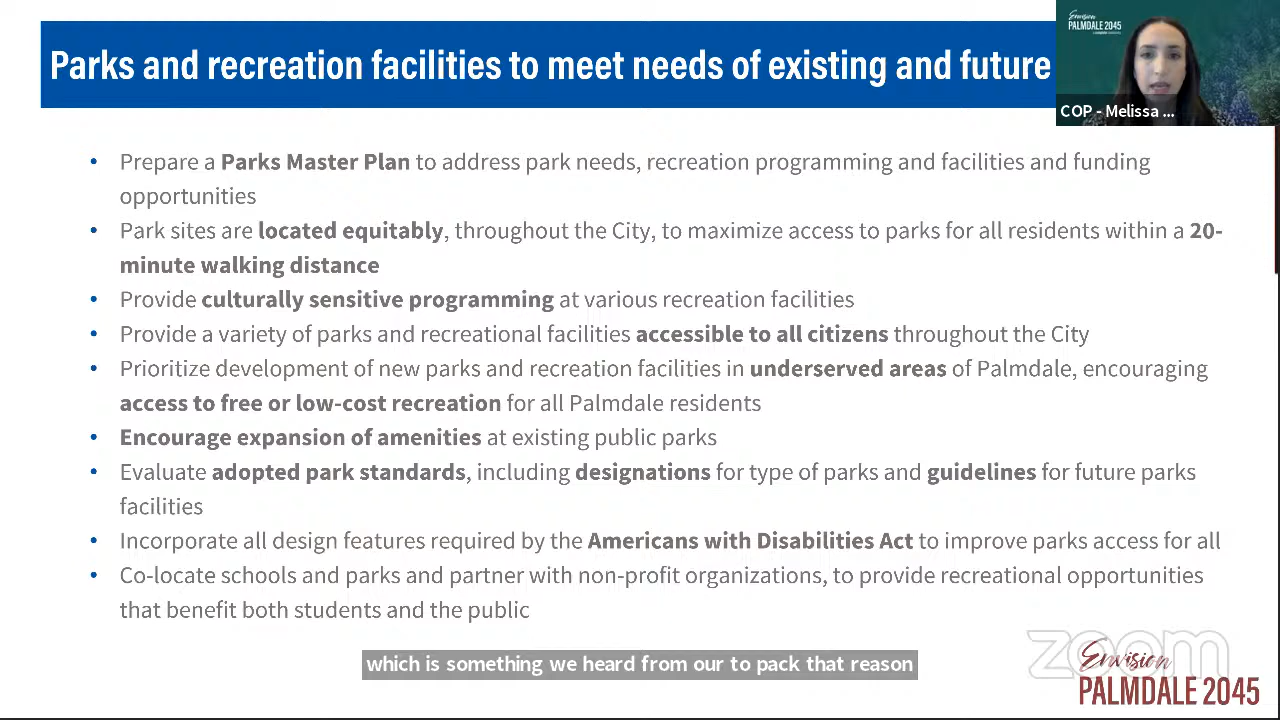 Parks and recreation facilities to meet needs of existing and future
Envision
PALMDALE 2045
COP - Melissa ...
• Prepare a Parks Master Plan to address park needs, recreation programming and facilities and funding
opportunities
• Park sites are located equitably, throughout the City, to maximize access to parks for all residents within a 20-
minute walking distance
• Provide culturally sensitive programming at various recreation facilities
• Provide a variety of parks and recreational facilities accessible to all citizens throughout the City
• Prioritize development of new parks and recreation facilities in underserved areas of Palmdale, encouraging
access to free or low-cost recreation for all Palmdale residents
• Encourage expansion of amenities at existing public parks
• Evaluate adopted park standards, including designations for type of parks and guidelines for future parks
facilities
• Incorporate all design features required by the Americans with Disabilities Act to improve parks access for all
• Co-locate schools and parks and partner with non-profit organizations, to provide recreational opportunities
that benefit both students and the public
which is something we heard from our to pack that reason
zoom
Envision
PALMDALE 2045